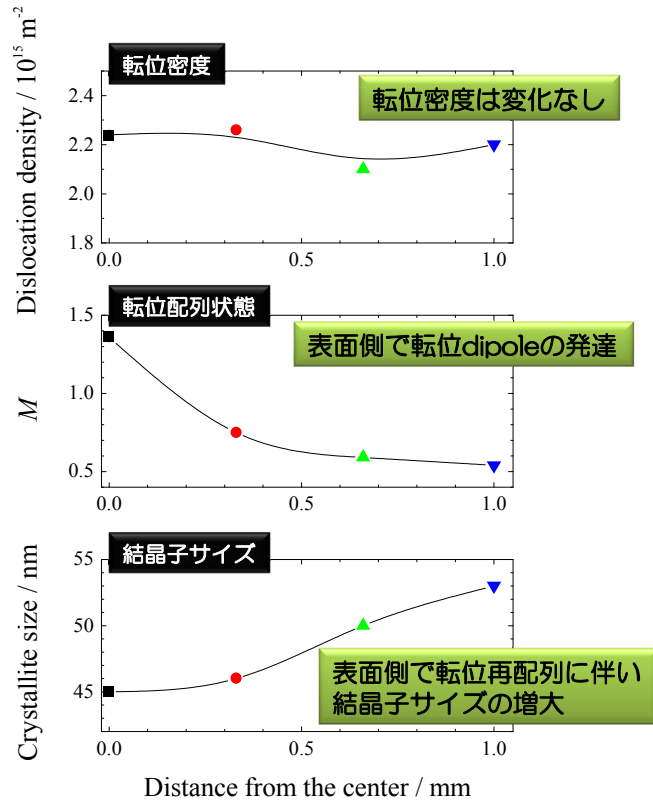 転位密度
転位密度は変化なし
Dislocation density / 10¹⁵ m⁻²
2.4
2.2
2.0
1.8
0.0 0.5 1.0
転位配列状態
表面側で転位dipoleの発達
M
1.5
1.0
0.5
0.0 0.5 1.0
結晶子サイズ
表面側で転位再配列に伴い
結晶子サイズの増大
Crystallite size / nm
55
50
45
0.0 0.5 1.0
Distance from the center / mm